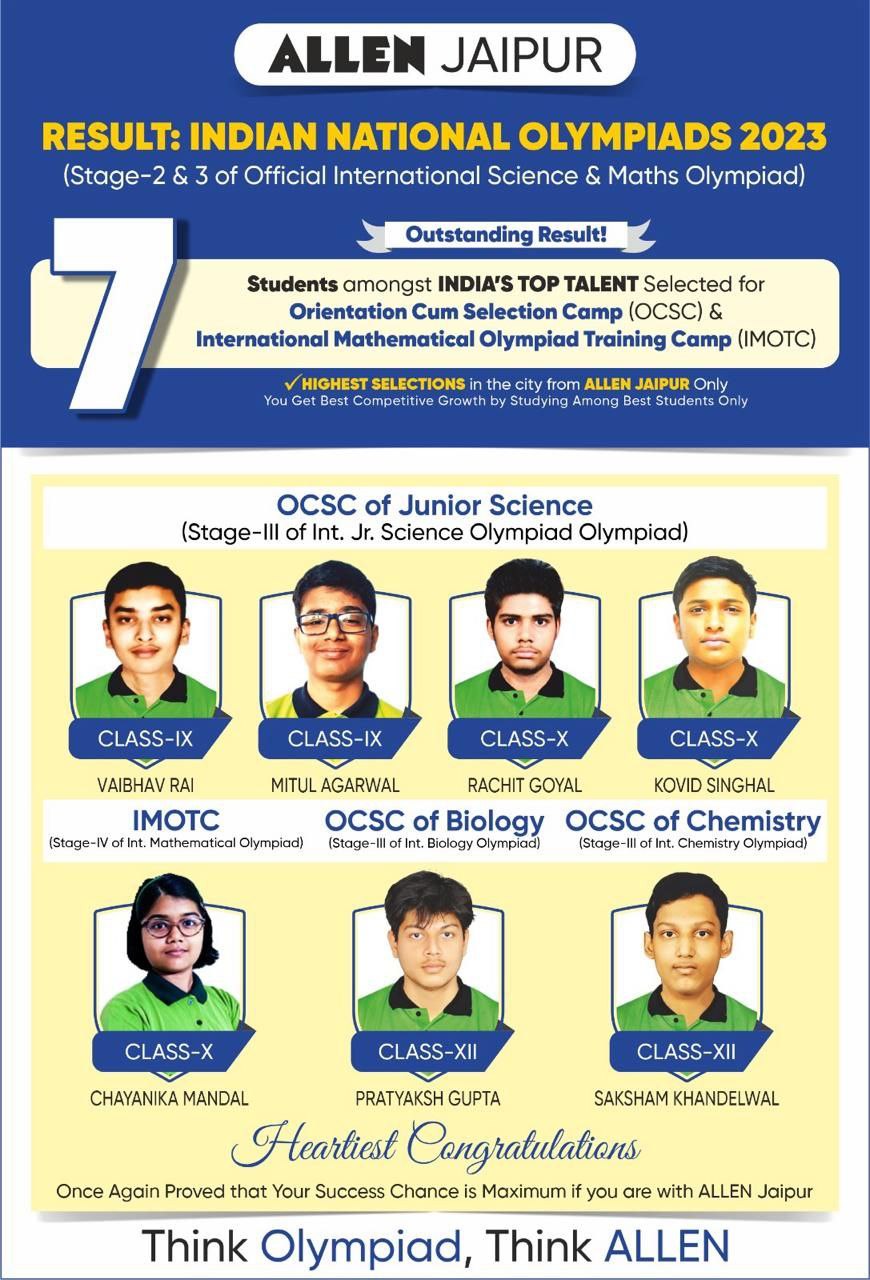 ALLEN JAIPUR
RESULT: INDIAN NATIONAL OLYMPIADS 2023
(Stage-2 & 3 of Official International Science & Maths Olympiad)
7
Outstanding Result!
Students amongst INDIA'S TOP TALENT Selected for
Orientation Cum Selection Camp (OCSC) &
International Mathematical Olympiad Training Camp (IMOTC)
✓HIGHEST SELECTIONS in the city from ALLEN JAIPUR Only
You Get Best Competitive Growth by Studying Among Best Students Only
OCSC of Junior Science
(Stage-III of Int. Jr. Science Olympiad Olympiad)
CLASS-IX CLASS-IX CLASS-X CLASS-X
VAIBHAV RAI MITUL AGARWAL RACHIT GOYAL KOVID SINGHAL
IMOTC OCSC of Biology OCSC of Chemistry
(Stage-IV of Int. Mathematical Olympiad) (Stage-III of Int. Biology Olympiad) (Stage-III of Int. Chemistry Olympiad)
CLASS-X CLASS-XII CLASS-XII
CHAYANIKA MANDAL PRATYAKSH GUPTA SAKSHAM KHANDELWAL
Heartiest Congratulations
Once Again Proved that Your Success Chance is Maximum if you are with ALLEN Jaipur
Think Olympiad, Think ALLEN